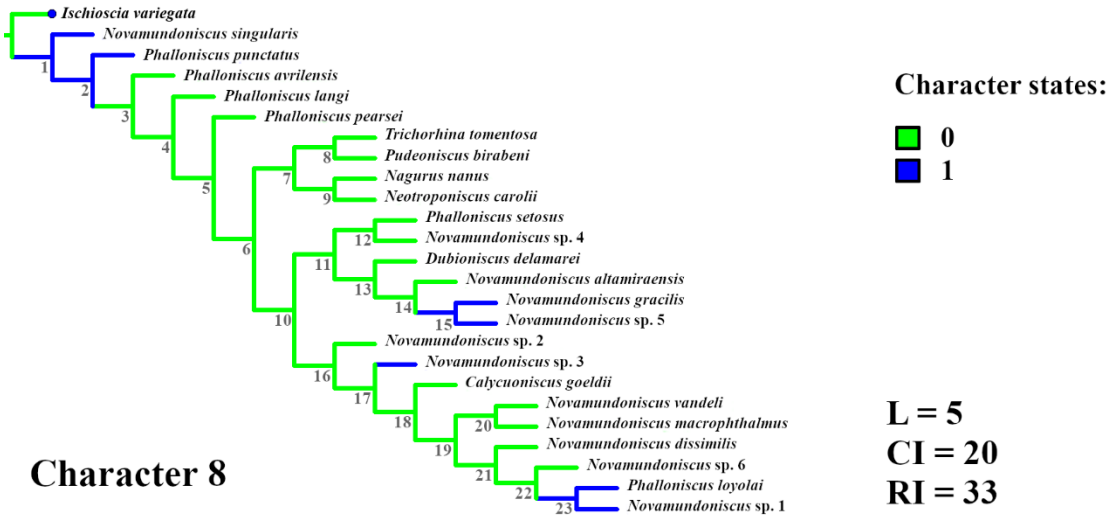 Ischioscia variegata
Novamundoniscus singularis
1
Phalloniscus punctatus
2
Phalloniscus avrilensis
3
Phalloniscus langi
4
Phalloniscus pearsei
5
Trichorhina tomentosa
8
Pudeoniscus birabeni
7
Nagurus nanus
9
Neotroponiscus carolii
6
Phalloniscus setosus
12
Novamundoniscus sp. 4
11
Dubioniscus delamarei
13
Novamundoniscus altamiraensis
14
Novamundoniscus gracilis
15
Novamundoniscus sp. 5
10
Novamundoniscus sp. 2
16
Novamundoniscus sp. 3
17
Calycuoniscus goeldii
18
Novamundoniscus vandeli
20
Novamundoniscus macrophthalmus
19
Novamundoniscus dissimilis
21
Novamundoniscus sp. 6
22
Phalloniscus loyolai
23
Novamundoniscus sp. 1
Character states:
0
1
Character 8
L = 5
CI = 20
RI = 33